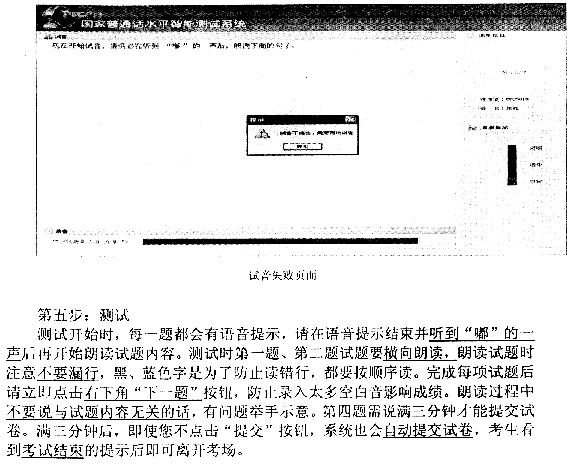 国家普通话水平智能测试系统
现在开始试音，请务必在听到“嘟”的一声后，朗读下面的句子。
试音失败页面
第五步：测试
测试开始时，每一题都会有语音提示，请在语音提示结束并听到“嘟”的一
声后再开始朗读试题内容。测试时第一题、第二题试题要横向朗读，朗读试题时
注意不要漏行，黑、蓝色字是为了防止读错行，都要按顺序读。完成每项试题后
请立即点击右下角“下一题”按钮，防止录入太多空白音影响成绩。朗读过程中
不要说与试题内容无关的话，有问题举手示意。第四题需说满三分钟才能提交试
卷。满三分钟后，即使您不点击“提交”按钮，系统也会自动提交试卷，考生看
到考试结束的提示后即可离开考场。